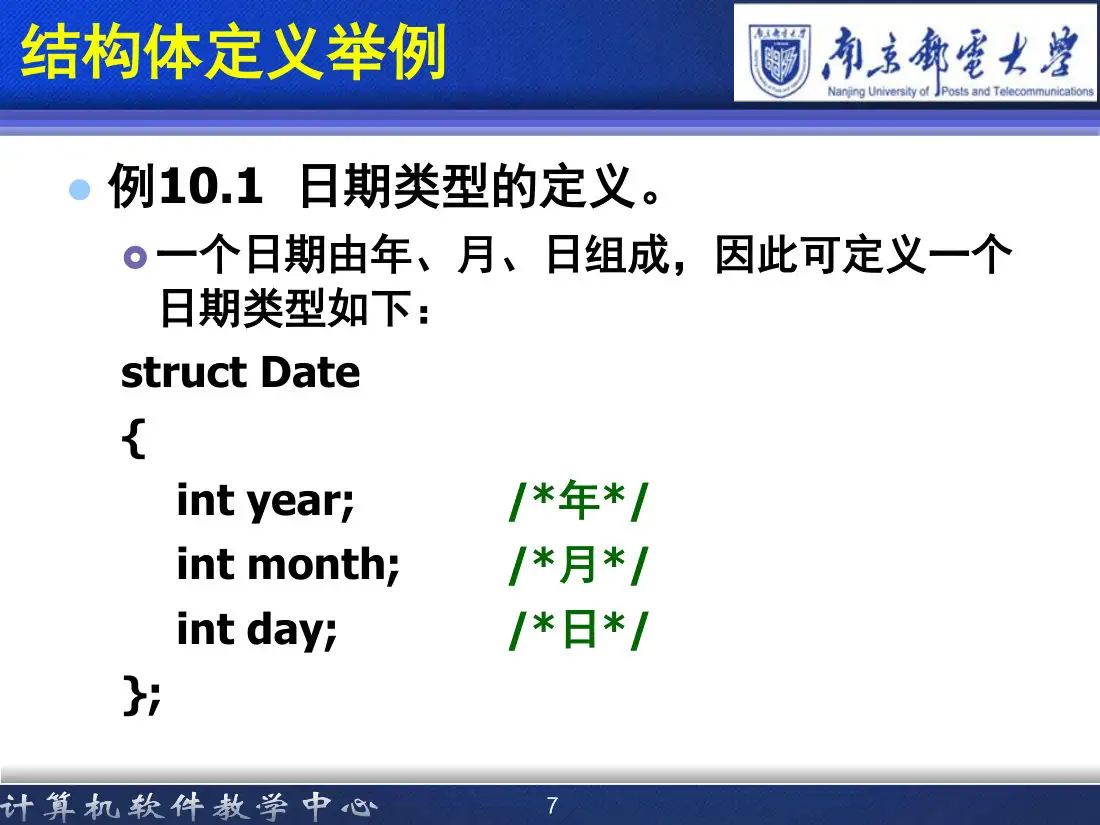 结构体定义举例
南京邮电大学
Nanjing University of Posts and Telecommunications
例10.1 日期类型的定义。
一个日期由年、月、日组成，因此可定义一个
日期类型如下：
struct Date
{
int year; /*年*/
int month; /*月*/
int day; /*日*/
};
计算机软件教学中心
7